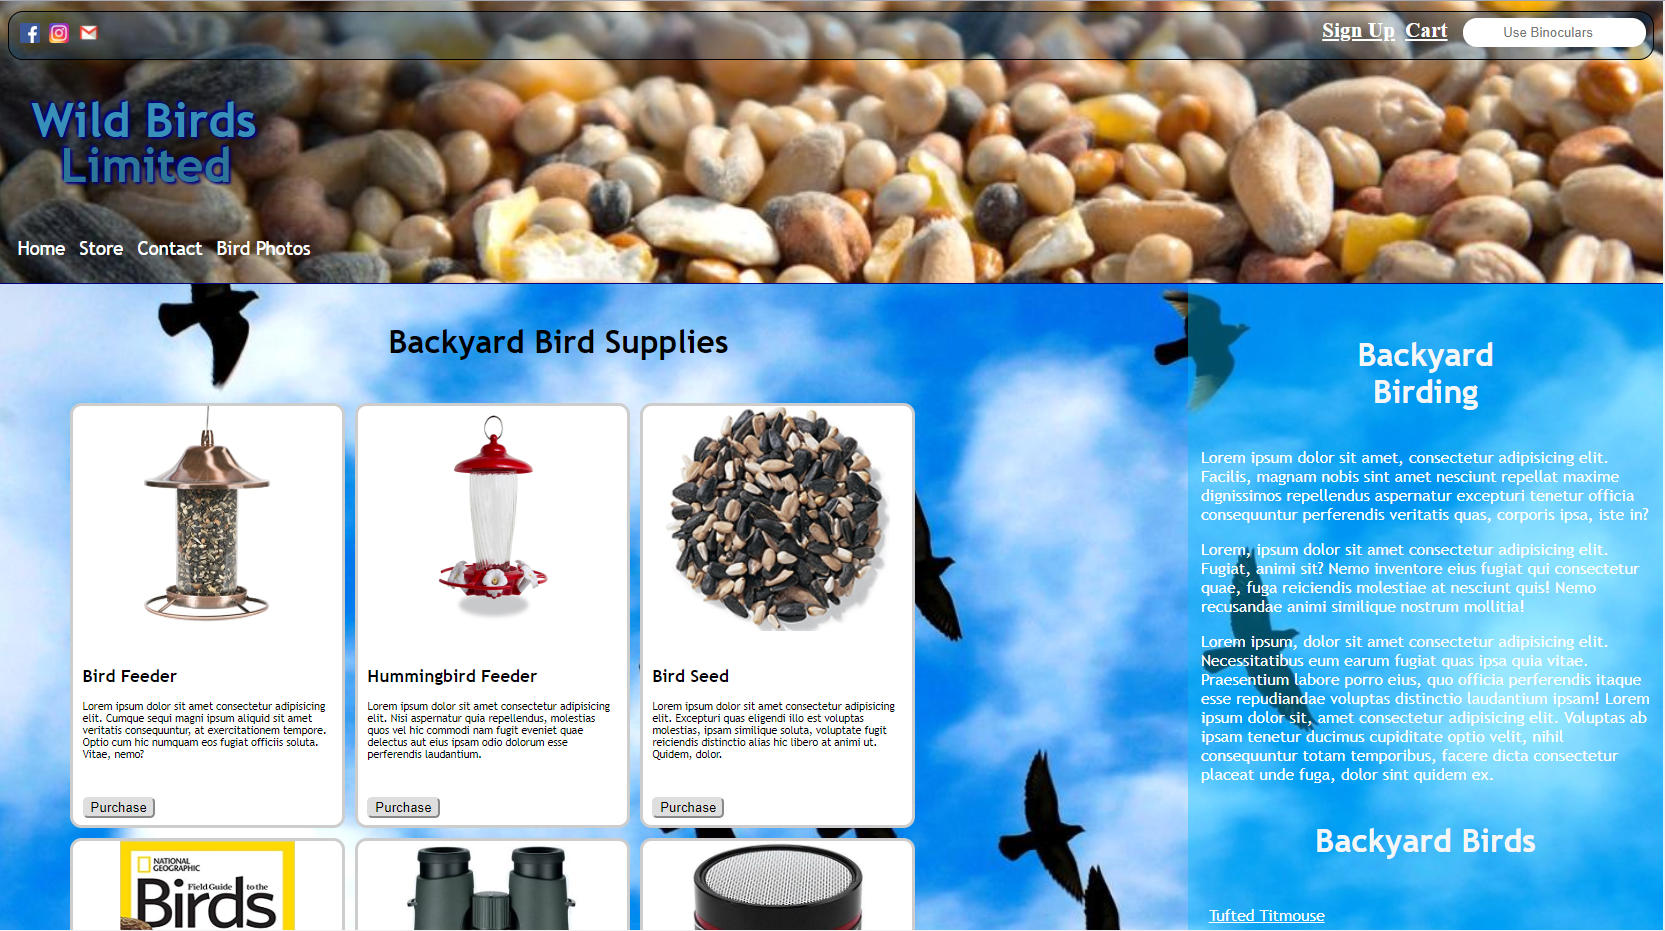 Sign Up Cart Use Binoculars
Wild Birds
Limited
Home Store Contact Bird Photos
Backyard Bird Supplies
Bird Feeder
Lorem ipsum dolor sit amet consectetur adipisicing
elit. Cumque sequi magni ipsum aliquid sit amet
veritatis consequuntur, at exercitationem tempore.
Optio cum hic numquam eos fugiat officiis soluta.
Vitae, nemo?
Purchase
Hummingbird Feeder
Lorem ipsum dolor sit amet consectetur adipisicing
elit. Nisi aspernatur quia repellendus, molestias
quos vel hic commodi nam fugit eveniet quae
delectus aut eius ipsam odio dolorum esse
perferendis laudantium.
Purchase
Bird Seed
Lorem ipsum dolor sit amet consectetur adipisicing
elit. Excepturi quas eligendi illo est voluptas
molestias, ipsam similique soluta, voluptate fugit
reiciendis distinctio alias hic libero at animi ut.
Quidem, dolor.
Purchase
NATIONAL
GEOGRAPHIC
Field Guide to the
Birds
Backyard
Birding
Lorem ipsum dolor sit amet, consectetur adipisicing elit.
Facilis, magnam nobis sint amet nesciunt repellat maxime
dignissimos repellendus aspernatur excepturi tenetur officia
consequuntur perferendis veritatis quas, corporis ipsa, iste in?
Lorem, ipsum dolor sit amet consectetur adipisicing elit.
Fugiat, animi sit? Nemo inventore eius fugiat qui consectetur
quae, fuga reiciendis molestiae at nesciunt quis! Nemo
recusandae animi similique nostrum mollitia!
Lorem ipsum, dolor sit amet consectetur adipisicing elit.
Necessitatibus eum earum fugiat quas ipsa quia vitae.
Praesentium labore porro eius, quo officia perferendis itaque
esse repudiandae voluptas distinctio laudantium ipsam! Lorem
ipsum dolor sit, amet consectetur adipisicing elit. Voluptas ab
ipsam tenetur ducimus cupiditate optio velit, nihil
consequuntur totam temporibus, facere dicta consectetur
placeat unde fuga, dolor sint quidem ex.
Backyard Birds
Tufted Titmouse